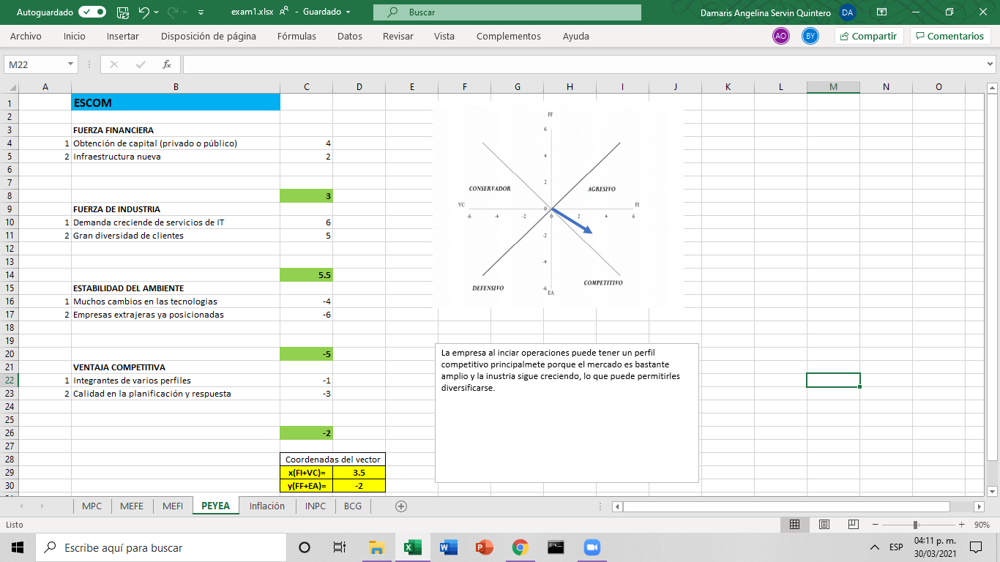 Autoguardado
exam1.xlsx - Guardado
Buscar
Damaris Angelina Servin Quintero
DA
Archivo Inicio Insertar Disposición de página Fórmulas Datos Revisar Vista Complementos Ayuda
AO BY Compartir Comentarios
M22 fx
A B C D E F G H I J K L M N O
1 ESCOM
2
3 FUERZA FINANCIERA
4 1 Obtención de capital (privado o público) 4
5 2 Infraestructura nueva 2
6
7
8 3
9 FUERZA DE INDUSTRIA
10 1 Demanda creciende de servicios de IT 6
11 2 Gran diversidad de clientes 5
12
13
14 5.5
15 ESTABILIDAD DEL AMBIENTE
16 1 Muchos cambios en las tecnologias -4
17 2 Empresas extrajeras ya posicionadas -6
18
19
20 -5
21 VENTAJA COMPETITIVA
22 1 Integrantes de varios perfiles -1
23 2 Calidad en la planificación y respuesta -3
24
25
26 -2
27
28 Coordenadas del vector
29 x(FI+VC)= 3.5
30 y(FF+EA)= -2
FF
6
4
2
CONSERVADOR AGRESIVO
VC FI
0
-6 -4 -2 0 2 4 6
-2
-4
COMPETITIVO
DEFENSIVO
-6
EA
La empresa al inciar operaciones puede tener un perfil
competitivo principalmete porque el mercado es bastante
amplio y la inustria sigue creciendo, lo que puede permitirles
diversificarse.
MPC MEFE MEFI PEYEA Inflación INPC BCG
Listo
90%
Escribe aquí para buscar
ESP
04:11 p. m.
30/03/2021